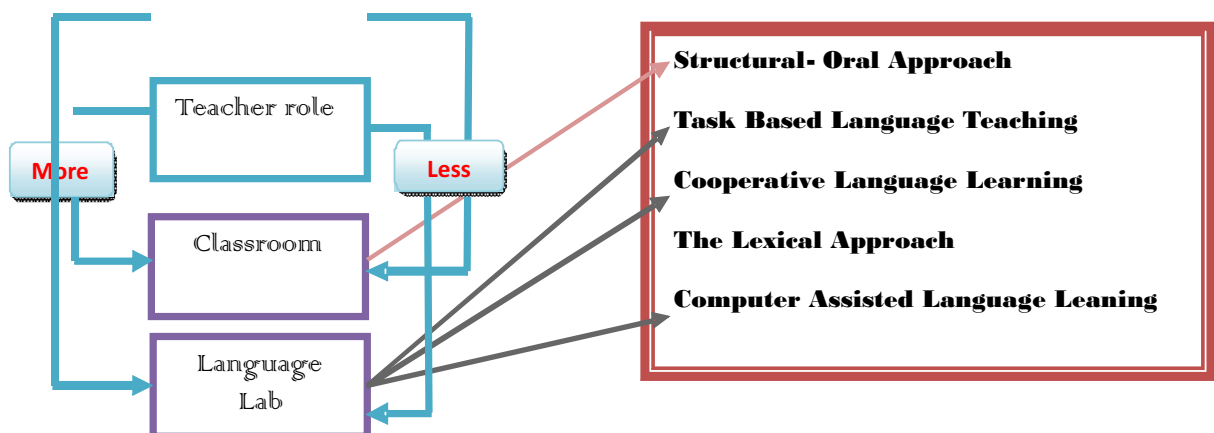 Teacher role
More
Less
Classroom
Language
Lab
Structural- Oral Approach
Task Based Language Teaching
Cooperative Language Learning
The Lexical Approach
Computer Assisted Language Leaning